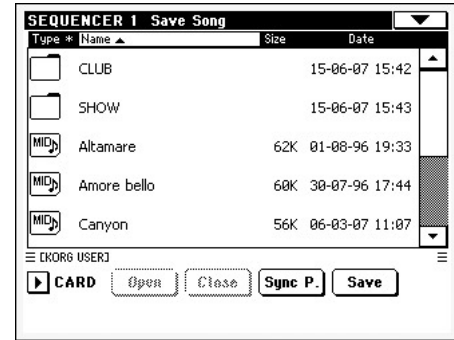 SEQUENCER 1 Save Song
Type * Name Size Date
CLUB 15-06-07 15:42
SHOW 15-06-07 15:43
MID Altamare 62K 01-08-96 19:33
MID Amore bello 60K 30-07-96 17:44
MID Canyon 56K 06-03-07 11:07
[KORG USER]
CARD Open Close Sync P. Save